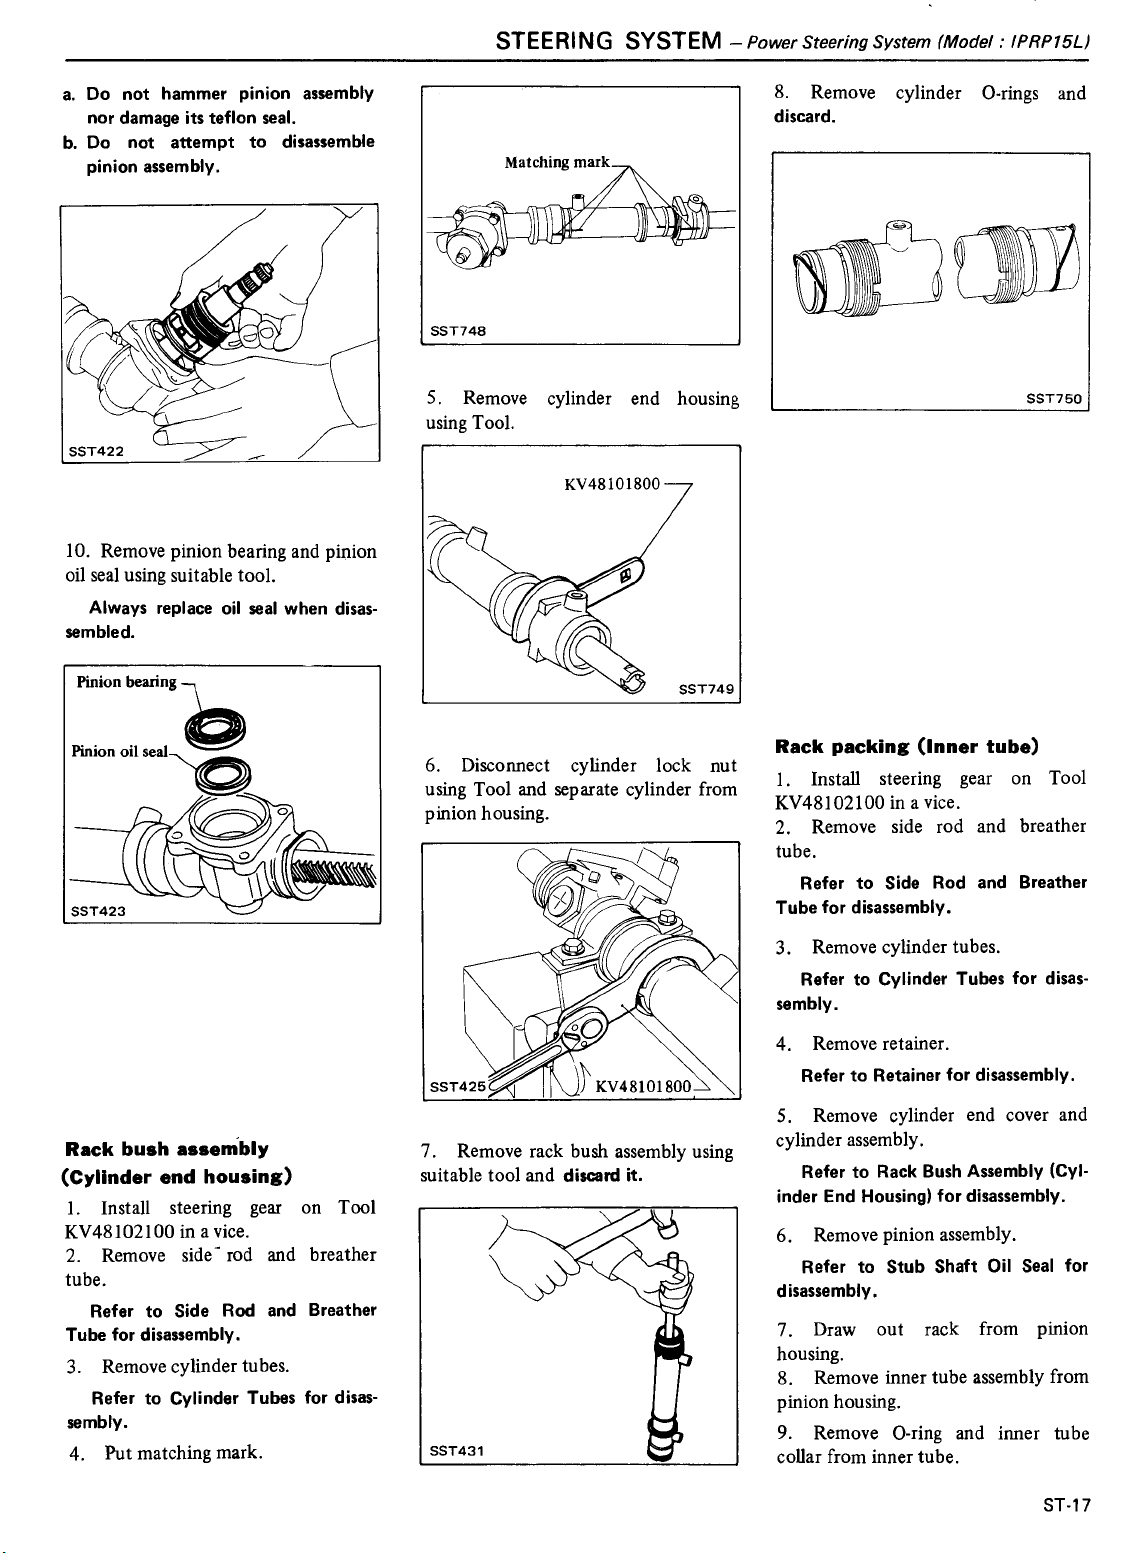 STEERING SYSTEM – Power Steering System (Model : IPRP15L)
a. Do not hammer pinion assembly
nor damage its teflon seal.
b. Do not attempt to disassemble
pinion assembly.
SST422
10. Remove pinion bearing and pinion
oil seal using suitable tool.
Always replace oil seal when disas-
sembled.
Pinion bearing
Pinion oil seal
SST423
Rack bush assembly
(Cylinder end housing)
1. Install steering gear on Tool
KV48102100 in a vice.
2. Remove side rod and breather
tube.
Refer to Side Rod and Breather
Tube for disassembly.
3. Remove cylinder tubes.
Refer to Cylinder Tubes for disas-
sembly.
4. Put matching mark.
Matching mark
SST748
5. Remove cylinder end housing
using Tool.
KV48101800
SST749
6. Disconnect cylinder lock nut
using Tool and separate cylinder from
pinion housing.
SST425
KV48101800
7. Remove rack bush assembly using
suitable tool and discard it.
SST431
8. Remove cylinder O-rings and
discard.
SST750
Rack packing (Inner tube)
1. Install steering gear on Tool
KV48102100 in a vice.
2. Remove side rod and breather
tube.
Refer to Side Rod and Breather
Tube for disassembly.
3. Remove cylinder tubes.
Refer to Cylinder Tubes for disas-
sembly.
4. Remove retainer.
Refer to Retainer for disassembly.
5. Remove cylinder end cover and
cylinder assembly.
Refer to Rack Bush Assembly (Cyl-
inder End Housing) for disassembly.
6. Remove pinion assembly.
Refer to Stub Shaft Oil Seal for
disassembly.
7. Draw out rack from pinion
housing.
8. Remove inner tube assembly from
pinion housing.
9. Remove O-ring and inner tube
collar from inner tube.
ST-17